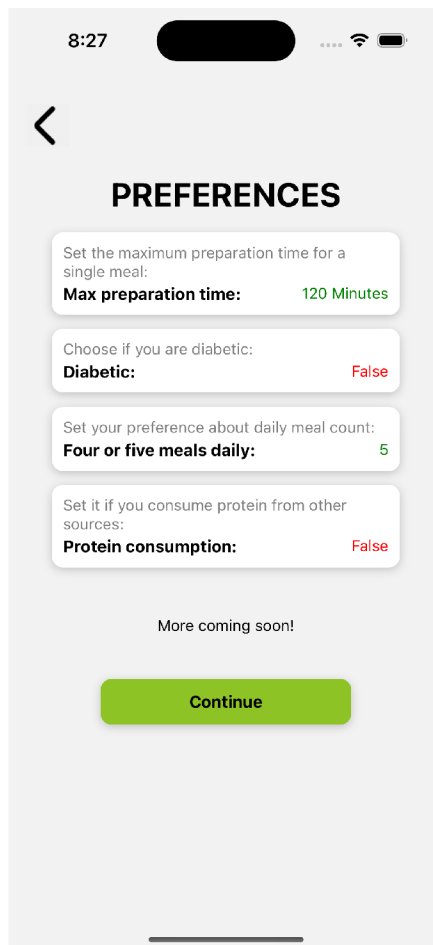 8:27
PREFERENCES
Set the maximum preparation time for a
single meal:
Max preparation time: 120 Minutes
Choose if you are diabetic:
Diabetic: False
Set your preference about daily meal count:
Four or five meals daily: 5
Set it if you consume protein from other
sources:
Protein consumption: False
More coming soon!
Continue